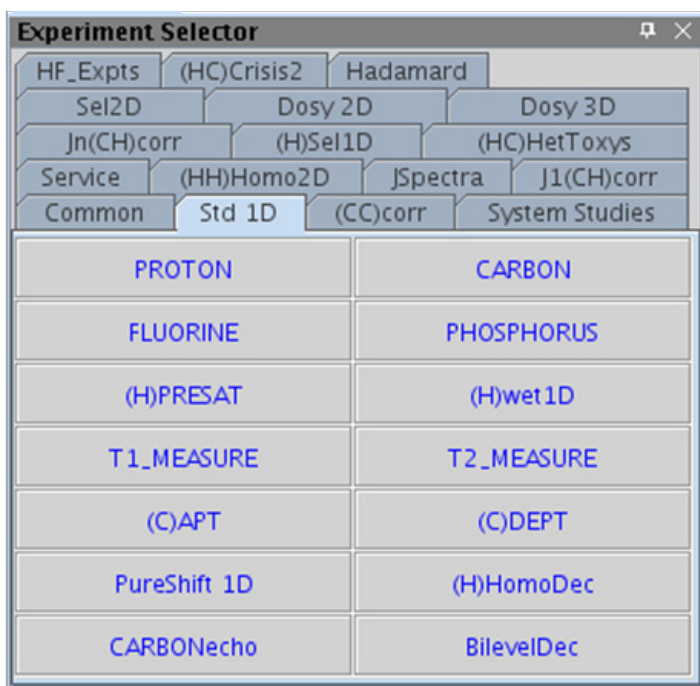 Experiment Selector
HF_Expts (HC)Crisis2 Hadamard
Sel2D Dosy 2D Dosy 3D
Jn(CH)corr (H)Sel1D (HC)HetToxys
Service (HH)Homo2D JSpectra J1(CH)corr
Common Std 1D (CC)corr System Studies
PROTON CARBON
FLUORINE PHOSPHORUS
(H)PRESAT (H)wet1D
T1_MEASURE T2_MEASURE
(C)APT (C)DEPT
PureShift 1D (H)HomoDec
CARBONecho BilevelDec